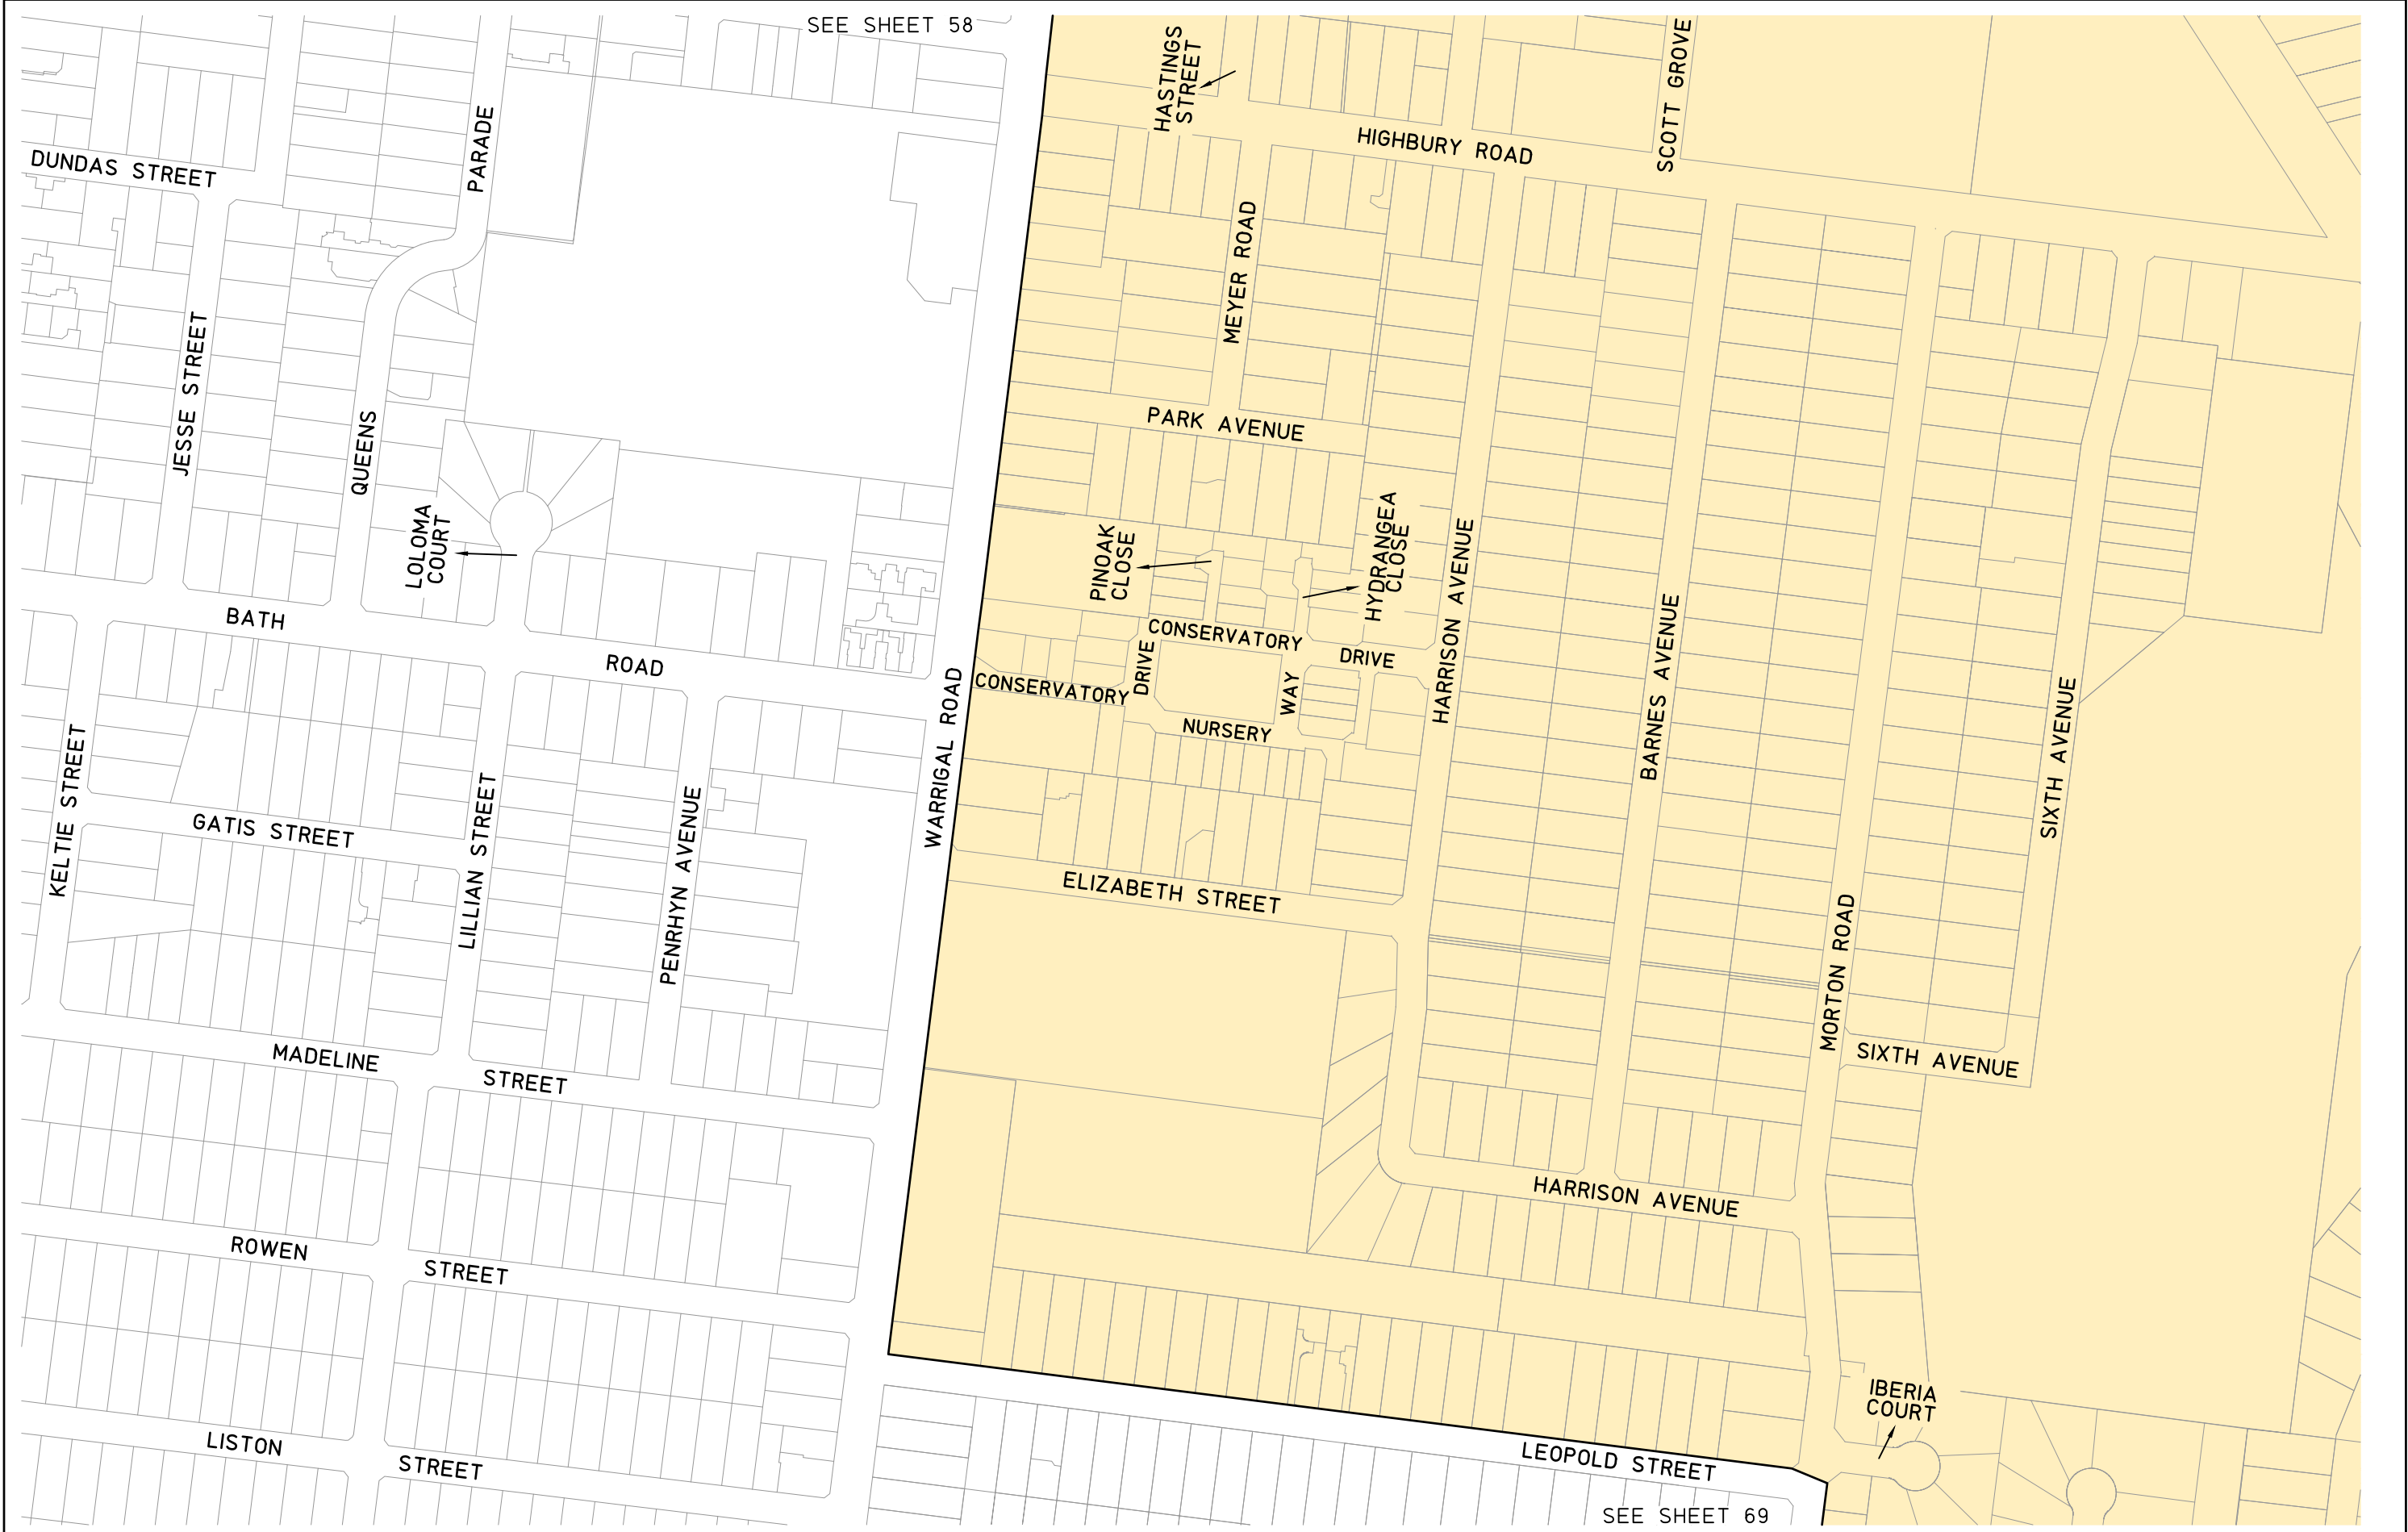 SEE SHEET 58
HASTINGS
STREET
SCOTT GROVE
HIGHBURY ROAD
PARADE
DUNDAS STREET
MEYER ROAD
JESSE STREET
QUEENS
PARK AVENUE
LOLOMA
COURT
PINOAK
CLOSE
HYDRANGEA
CLOSE
HARRISON AVENUE
BARNES AVENUE
BATH
ROAD
CONSERVATORY
DRIVE
DRIVE
CONSERVATORY
WAY
NURSERY
WARRIGAL ROAD
SIXTH AVENUE
KELTIE STREET
GATIS STREET
LILLIAN STREET
PENRHYN AVENUE
ELIZABETH STREET
MORTON ROAD
MADELINE
STREET
SIXTH AVENUE
HARRISON AVENUE
ROWEN
STREET
IBERIA
COURT
LISTON
STREET
LEOPOLD STREET
SEE SHEET 69